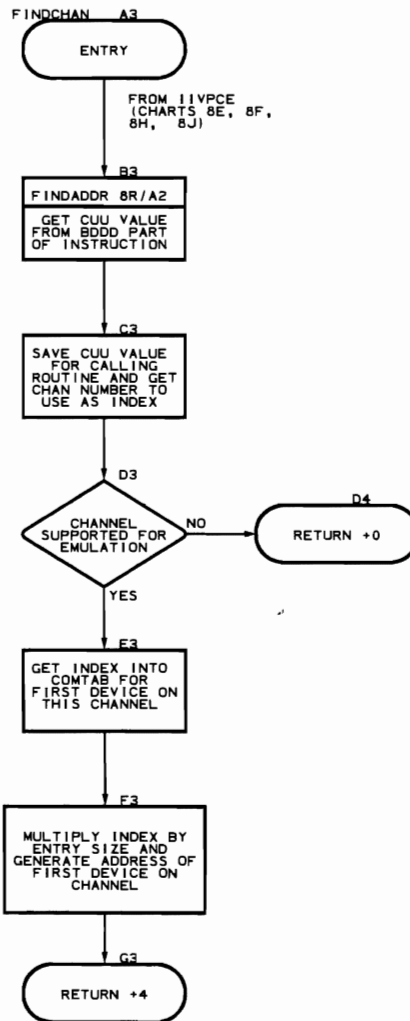 FINDCHAN A3
ENTRY
FROM IIVPCE
(CHARTS 8E, 8F,
8H, 8J)
B3
FINDADDR 8R/A2
GET CUU VALUE
FROM BDDD PART
OF INSTRUCTION
C3
SAVE CUU VALUE
FOR CALLING
ROUTINE AND GET
CHAN NUMBER TO
USE AS INDEX
D3
CHANNEL
SUPPORTED FOR
EMULATION
NO
D4
RETURN +0
YES
E3
GET INDEX INTO
COMTAB FOR
FIRST DEVICE ON
THIS CHANNEL
F3
MULTIPLY INDEX BY
ENTRY SIZE AND
GENERATE ADDRESS OF
FIRST DEVICE ON
CHANNEL
G3
RETURN +4